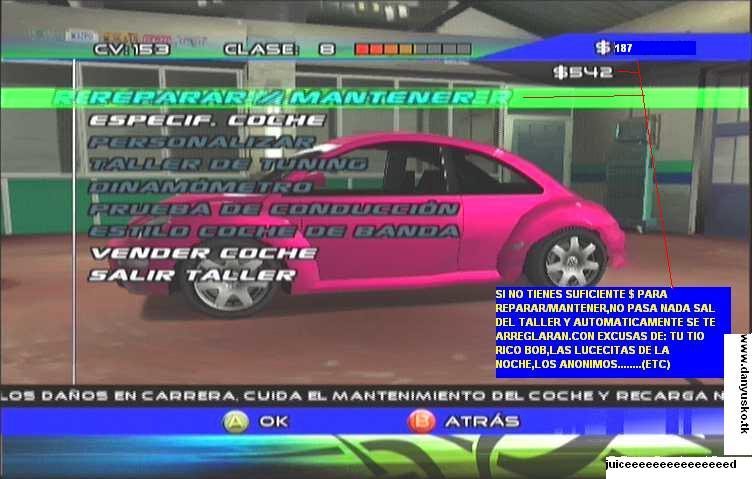 CV:153 CLASE: 8 $ 187
$542
REPARAR / MANTENER
ESPECIF. COCHE
PERSONALIZAR
TALLER DE TUNING
DINAMÓMETRO
PRUEBA DE CONDUCCIÓN
ESTILO COCHE DE BANDA
VENDER COCHE
SALIR TALLER
SI NO TIENES SUFICIENTE $ PARA
REPARAR/MANTENER,NO PASA NADA SAL
DEL TALLER Y AUTOMATICAMENTE SE TE
ARREGLARAN.CON EXCUSAS DE: TU TIO
RICO BOB,LAS LUCECITAS DE LA
NOCHE,LOS ANONIMOS........(ETC)
www.danyusko.tk
LOS DAÑOS EN CARRERA, CUIDA EL MANTENIMIENTO DEL COCHE Y RECARGA N
A OK B ATRÁS
juiceeeeeeeeeeeeeeeed